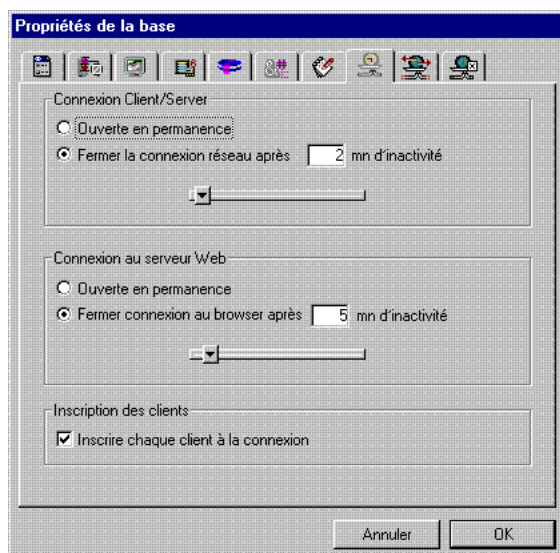 Propriétés de la base
&#
Connexion Client/Server
Ouverte en permanence
Fermer la connexion réseau après 2 mn d'inactivité
Connexion au serveur Web
Ouverte en permanence
Fermer connexion au browser après 5 mn d'inactivité
Inscription des clients
Inscrire chaque client à la connexion
Annuler OK